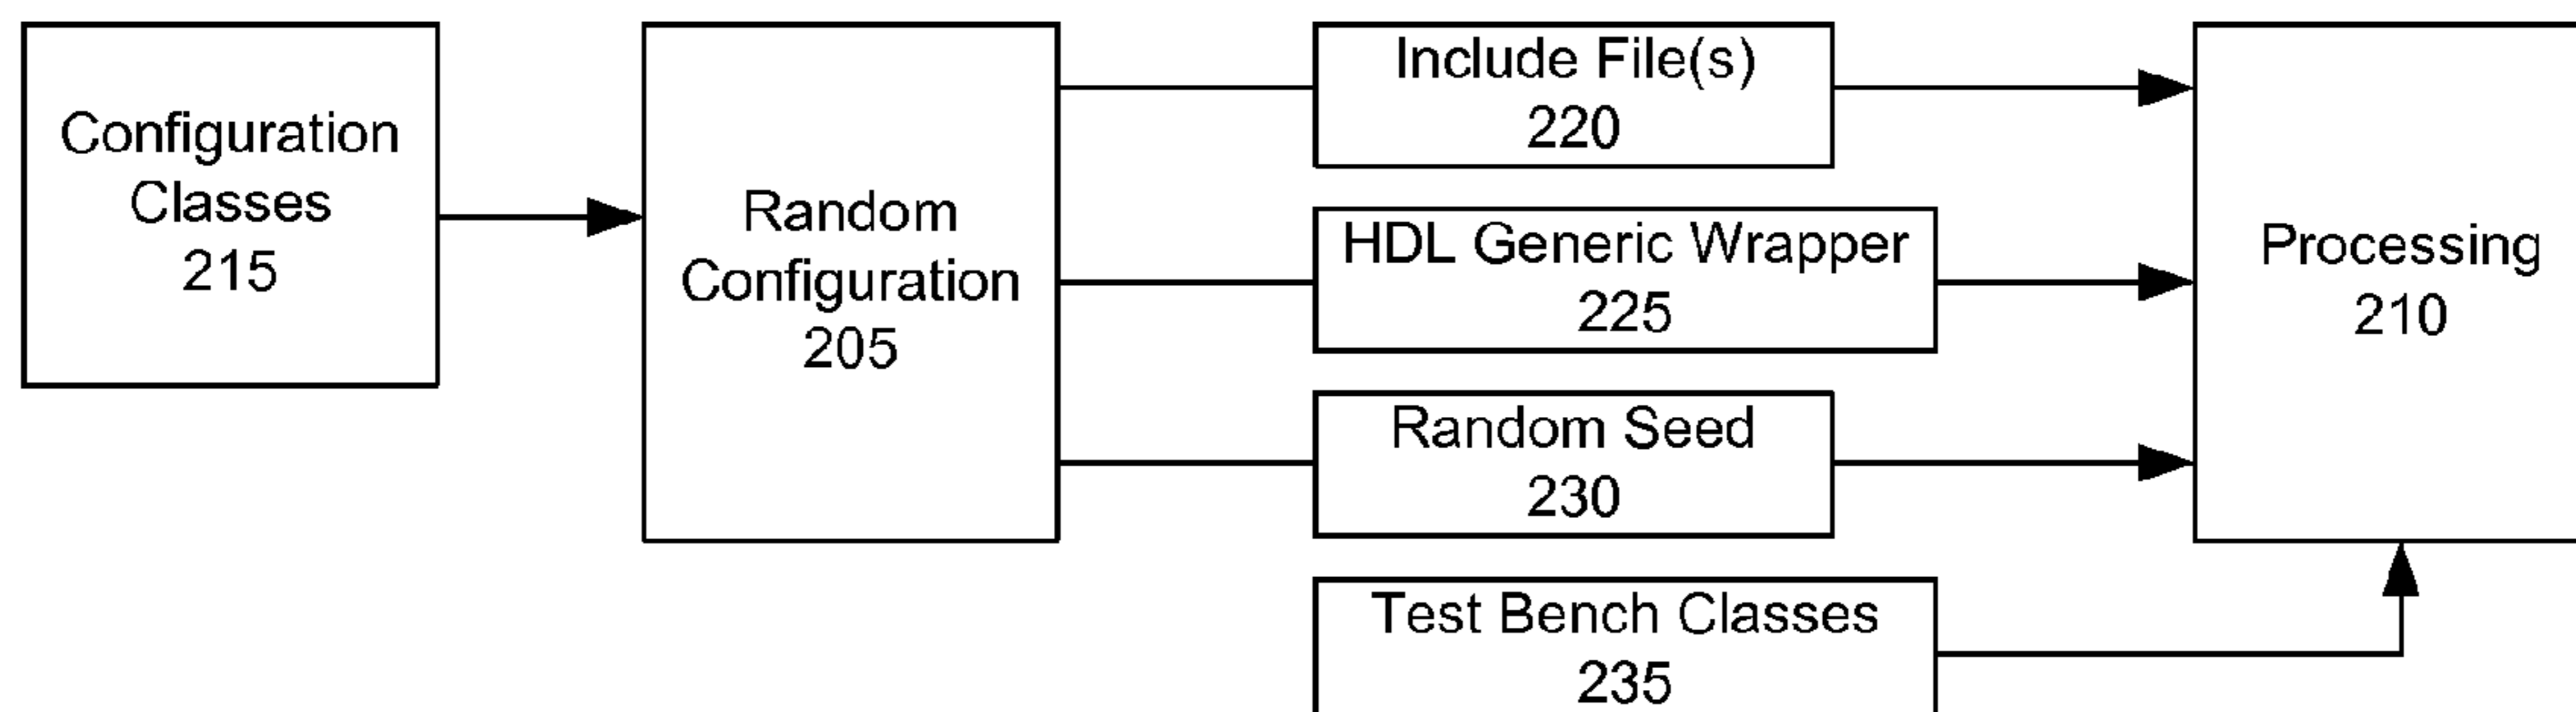 Configuration
Classes
215
Random
Configuration
205
Include File(s)
220
HDL Generic Wrapper
225
Random Seed
230
Test Bench Classes
235
Processing
210